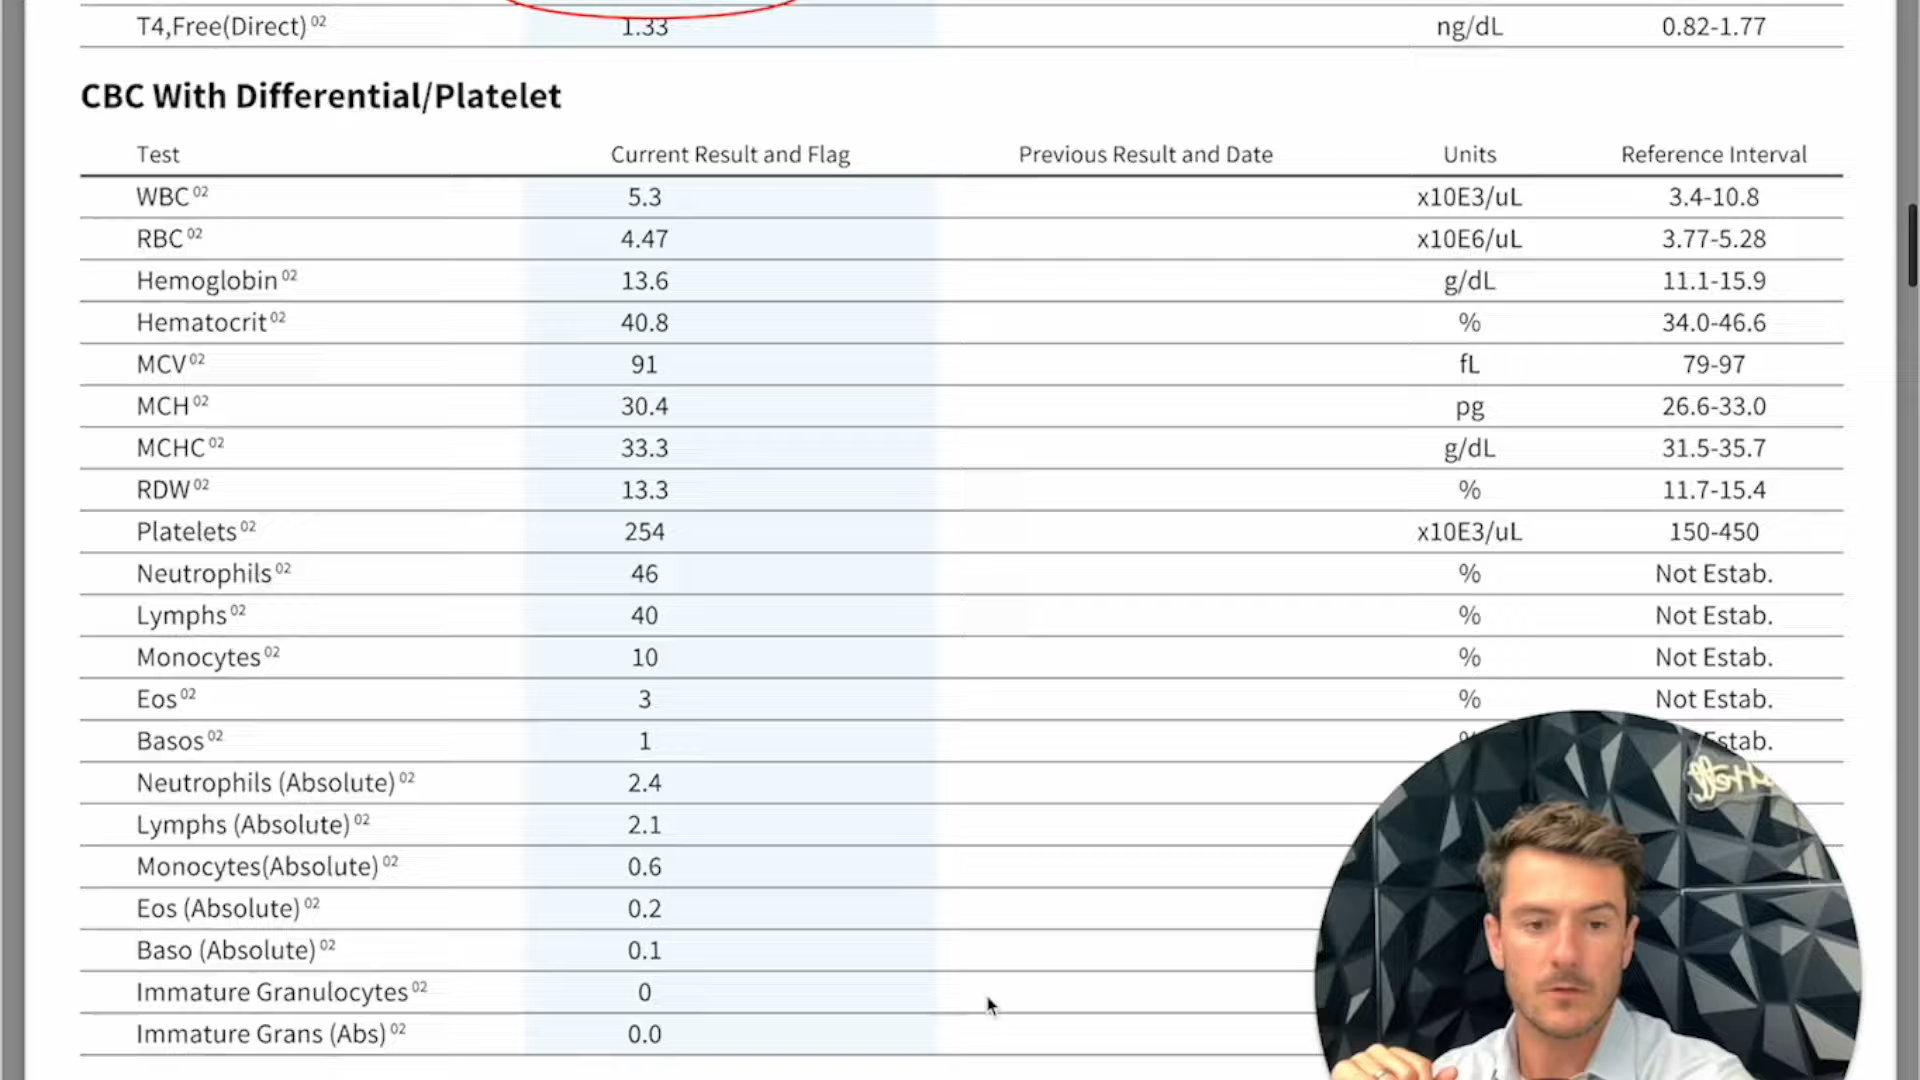 T4,Free(Direct) 02 1.33 ng/dL 0.82-1.77
CBC With Differential/Platelet
Test Current Result and Flag Previous Result and Date Units Reference Interval
WBC 02 5.3 x10E3/uL 3.4-10.8
RBC 02 4.47 x10E6/uL 3.77-5.28
Hemoglobin 02 13.6 g/dL 11.1-15.9
Hematocrit 02 40.8 % 34.0-46.6
MCV 02 91 fL 79-97
MCH 02 30.4 pg 26.6-33.0
MCHC 02 33.3 g/dL 31.5-35.7
RDW 02 13.3 % 11.7-15.4
Platelets 02 254 x10E3/uL 150-450
Neutrophils 02 46 % Not Estab.
Lymphs 02 40 % Not Estab.
Monocytes 02 10 % Not Estab.
Eos 02 3 % Not Estab.
Basos 02 1 % Estab.
Neutrophils (Absolute) 02 2.4
Lymphs (Absolute) 02 2.1
Monocytes(Absolute) 02 0.6
Eos (Absolute) 02 0.2
Baso (Absolute) 02 0.1
Immature Granulocytes 02 0
Immature Grans (Abs) 02 0.0